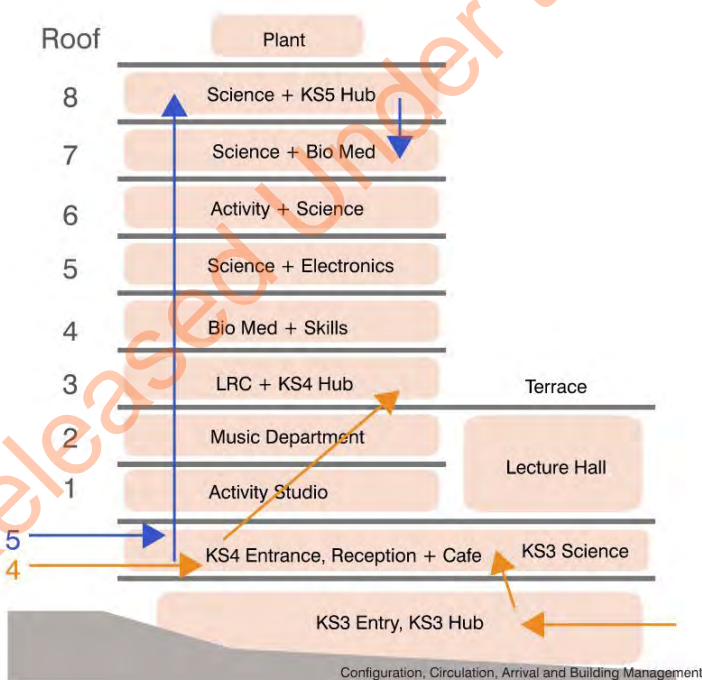 Roof
Plant
8
Science + KS5 Hub
7
Science + Bio Med
6
Activity + Science
5
Science + Electronics
4
Bio Med + Skills
3
LRC + KS4 Hub
Terrace
2
Music Department
Lecture Hall
1
Activity Studio
5
4
KS4 Entrance, Reception + Cafe
KS3 Science
KS3 Entry, KS3 Hub
Configuration, Circulation, Arrival and Building Management
Released Under